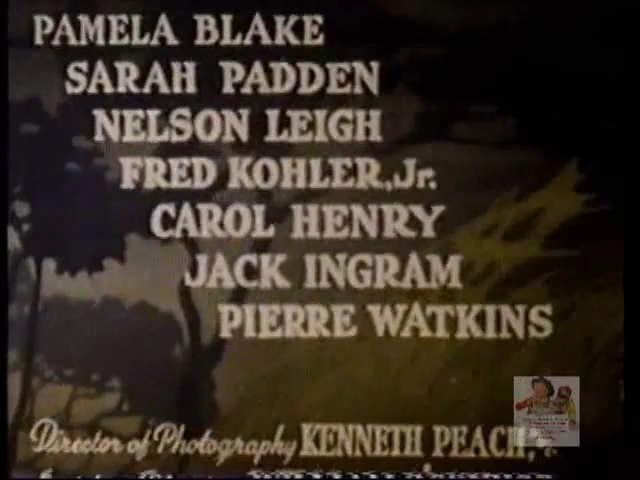 PAMELA BLAKE
SARAH PADDEN
NELSON LEIGH
FRED KOHLER, Jr.
CAROL HENRY
JACK INGRAM
PIERRE WATKINS
Director of Photography KENNETH PEACH,